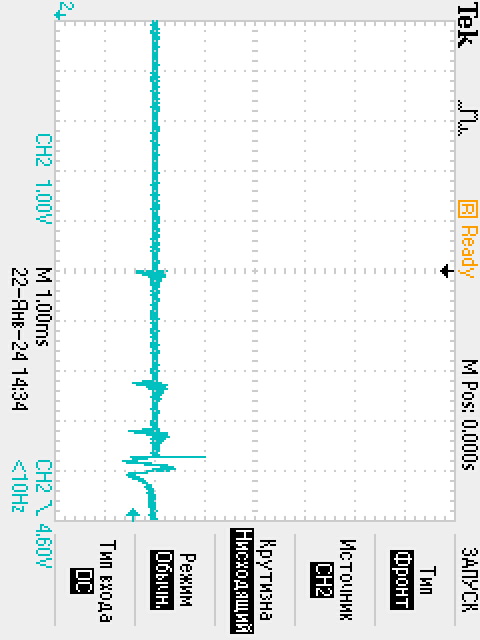 Tek
R Ready
M Pos: 0.000s
ЗАПУСК
Тип
Фронт
Источник
CH2
Крутизна
Нисходящий
Режим
Обычн.
Тип входа
DC
2
CH2 1.00V
M 1.00ms
CH2 \ 4.60V
22-Янв-24 14:34
<10Hz